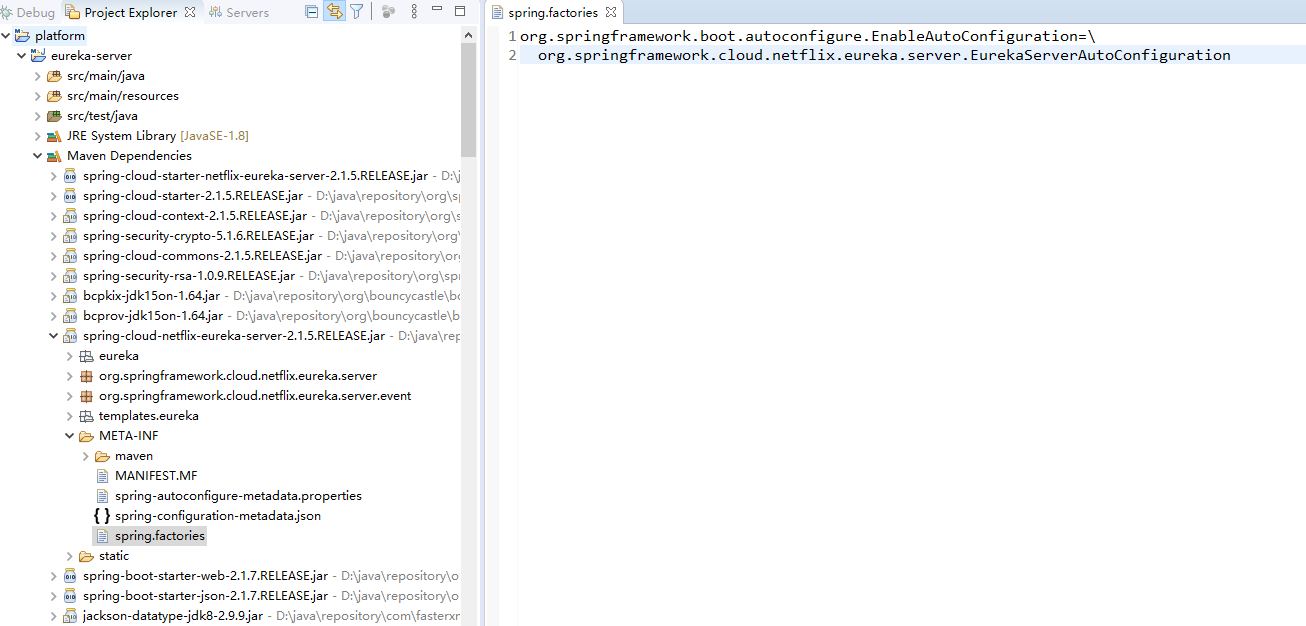 Debug Project Explorer Servers
platform
eureka-server
src/main/java
src/main/resources
src/test/java
JRE System Library [JavaSE-1.8]
Maven Dependencies
spring-cloud-starter-netflix-eureka-server-2.1.5.RELEASE.jar - D:\j
spring-cloud-starter-2.1.5.RELEASE.jar - D:\java\repository\org\sp
spring-cloud-context-2.1.5.RELEASE.jar - D:\java\repository\org\s
spring-security-crypto-5.1.6.RELEASE.jar - D:\java\repository\org\
spring-cloud-commons-2.1.5.RELEASE.jar - D:\java\repository\org
spring-security-rsa-1.0.9.RELEASE.jar - D:\java\repository\org\spr
bcpkix-jdk15on-1.64.jar - D:\java\repository\org\bouncycastle\bc
bcprov-jdk15on-1.64.jar - D:\java\repository\org\bouncycastle\b
spring-cloud-netflix-eureka-server-2.1.5.RELEASE.jar - D:\java\rep
eureka
org.springframework.cloud.netflix.eureka.server
org.springframework.cloud.netflix.eureka.server.event
templates.eureka
META-INF
maven
MANIFEST.MF
spring-autoconfigure-metadata.properties
spring-configuration-metadata.json
spring.factories
static
spring-boot-starter-web-2.1.7.RELEASE.jar - D:\java\repository\o
spring-boot-starter-json-2.1.7.RELEASE.jar - D:\java\repository\o
jackson-datatype-jdk8-2.9.9.jar - D:\java\repository\com\fasterxn
spring.factories
1 org.springframework.boot.autoconfigure.EnableAutoConfiguration=\
2 org.springframework.cloud.netflix.eureka.server.EurekaServerAutoConfiguration